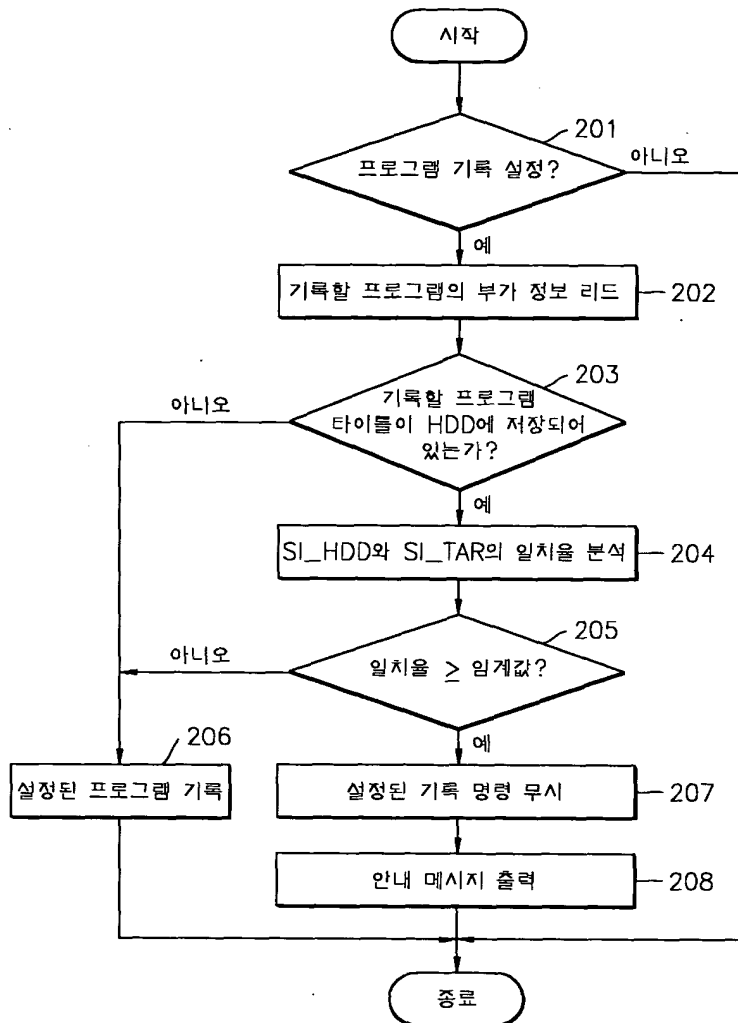 시작
201
프로그램 기록 설정?
아니오
예
기록할 프로그램의 부가 정보 리드
202
203
기록할 프로그램
타이틀이 HDD에 저장되어
있는가?
아니오
예
SI_HDD와 SI_TAR의 일치율 분석
204
205
일치율 ≥ 임계값?
아니오
예
206
설정된 프로그램 기록
설정된 기록 명령 무시
207
안내 메시지 출력
208
종료